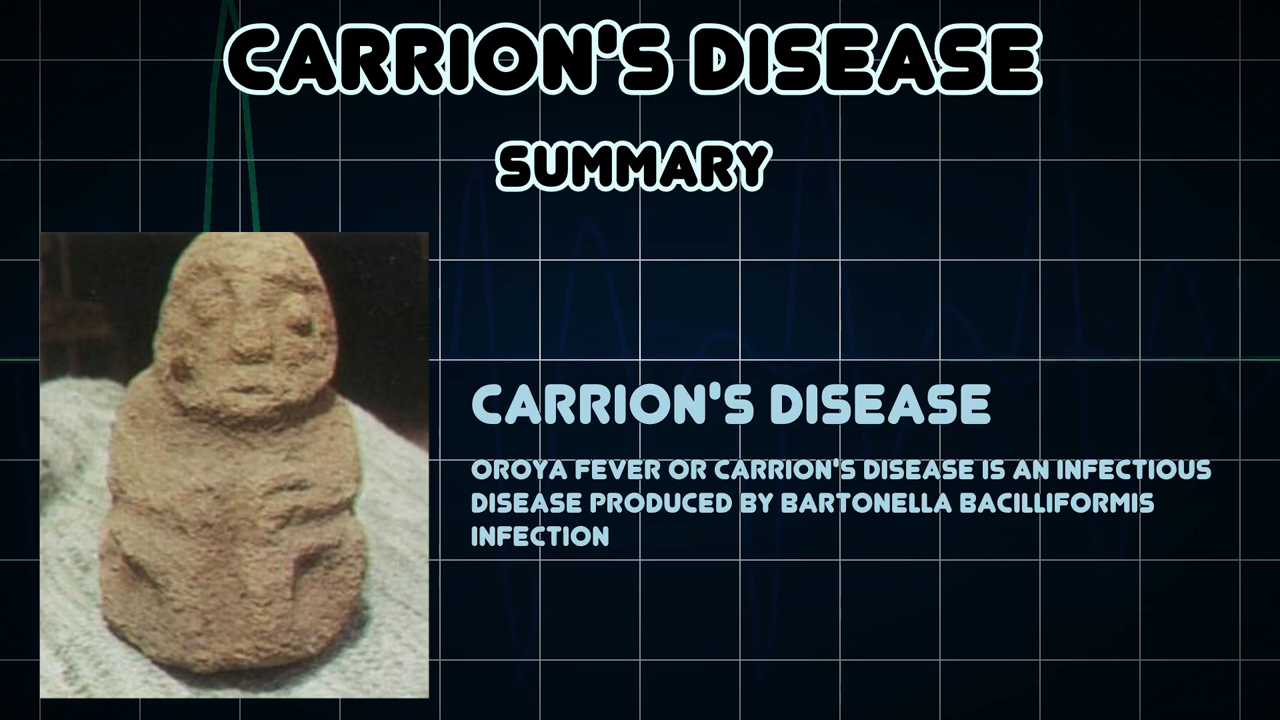 CARRION'S DISEASE
SUMMARY
CARRION'S DISEASE
OROYA FEVER OR CARRION'S DISEASE IS AN INFECTIOUS
DISEASE PRODUCED BY BARTONELLA BACILLIFORMIS
INFECTION